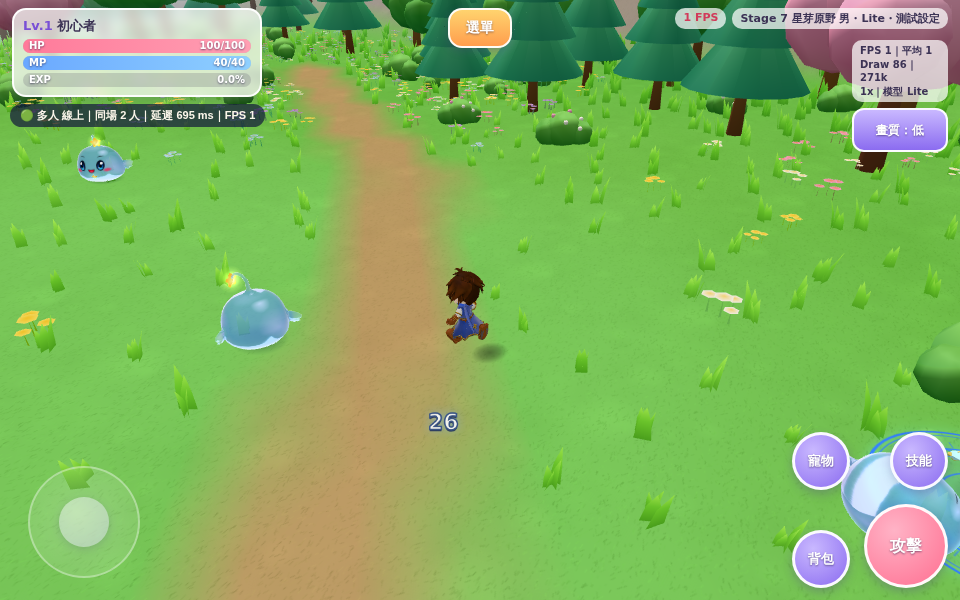 Lv.1 初心者
HP 100/100
MP 40/40
EXP 0.0%
多人 線上｜同場 2 人｜延遲 695 ms｜FPS 1
選單
1 FPS
Stage 7 星芽原野 男・Lite・測試設定
FPS 1｜平均 1
Draw 86｜
271k
1x｜模型 Lite
畫質：低
26
寵物
技能
攻擊
背包